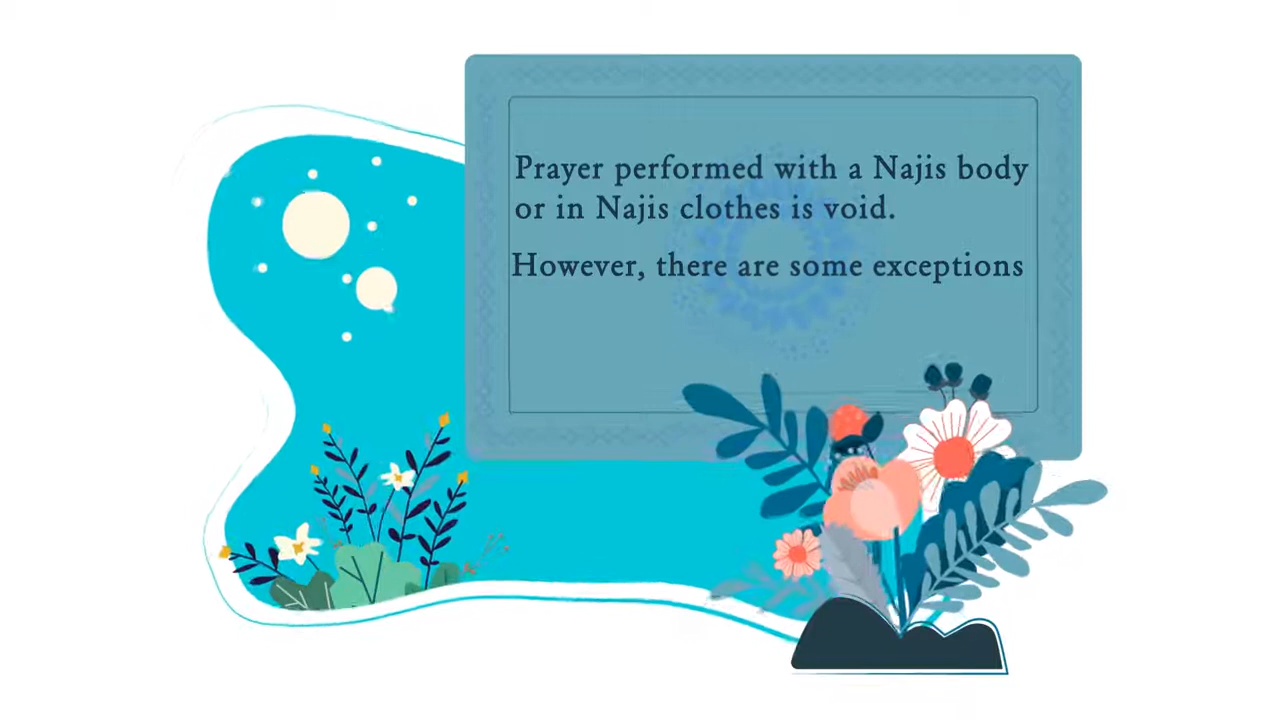 Prayer performed with a Najis body
or in Najis clothes is void.
However, there are some exceptions